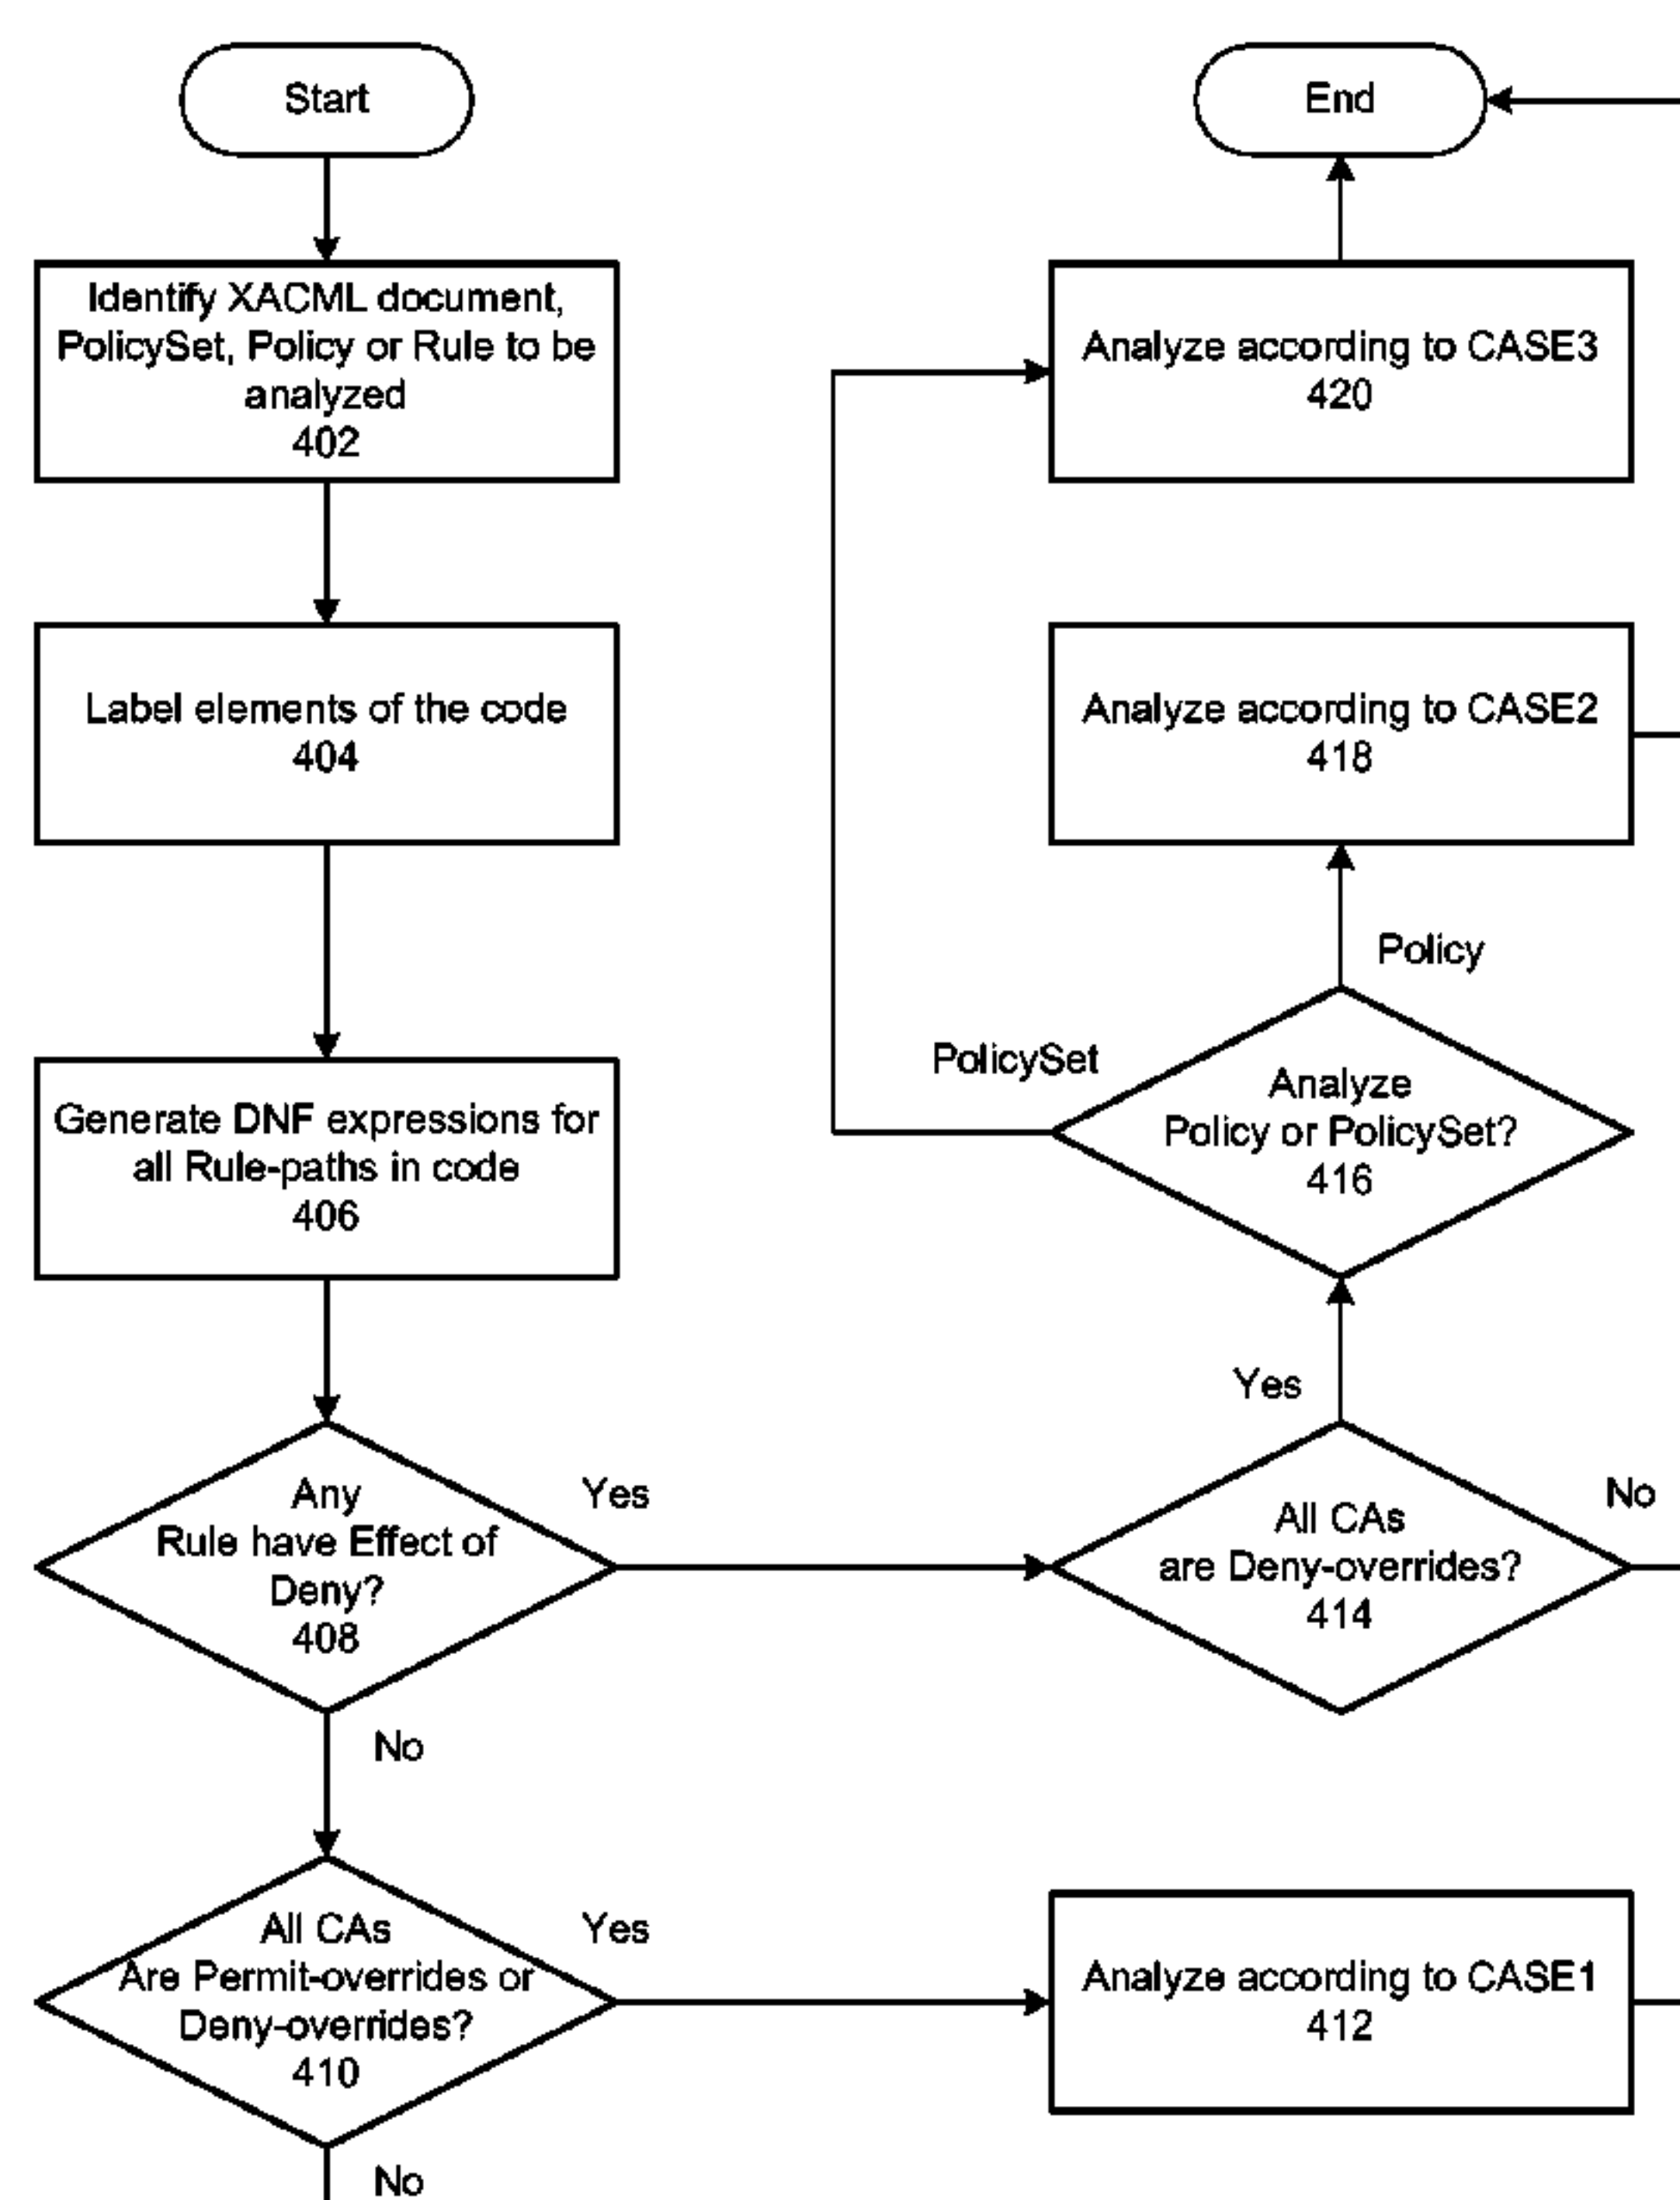 Start
Identify XACML document,
PolicySet, Policy or Rule to be
analyzed
402
Label elements of the code
404
Generate DNF expressions for
all Rule-paths in code
406
Any
Rule have Effect of
Deny?
408
Yes
No
All CAs
Are Permit-overrides or
Deny-overrides?
410
Yes
No
End
Analyze according to CASE3
420
Analyze according to CASE2
418
Policy
PolicySet
Analyze
Policy or PolicySet?
416
Yes
All CAs
are Deny-overrides?
414
No
Analyze according to CASE1
412